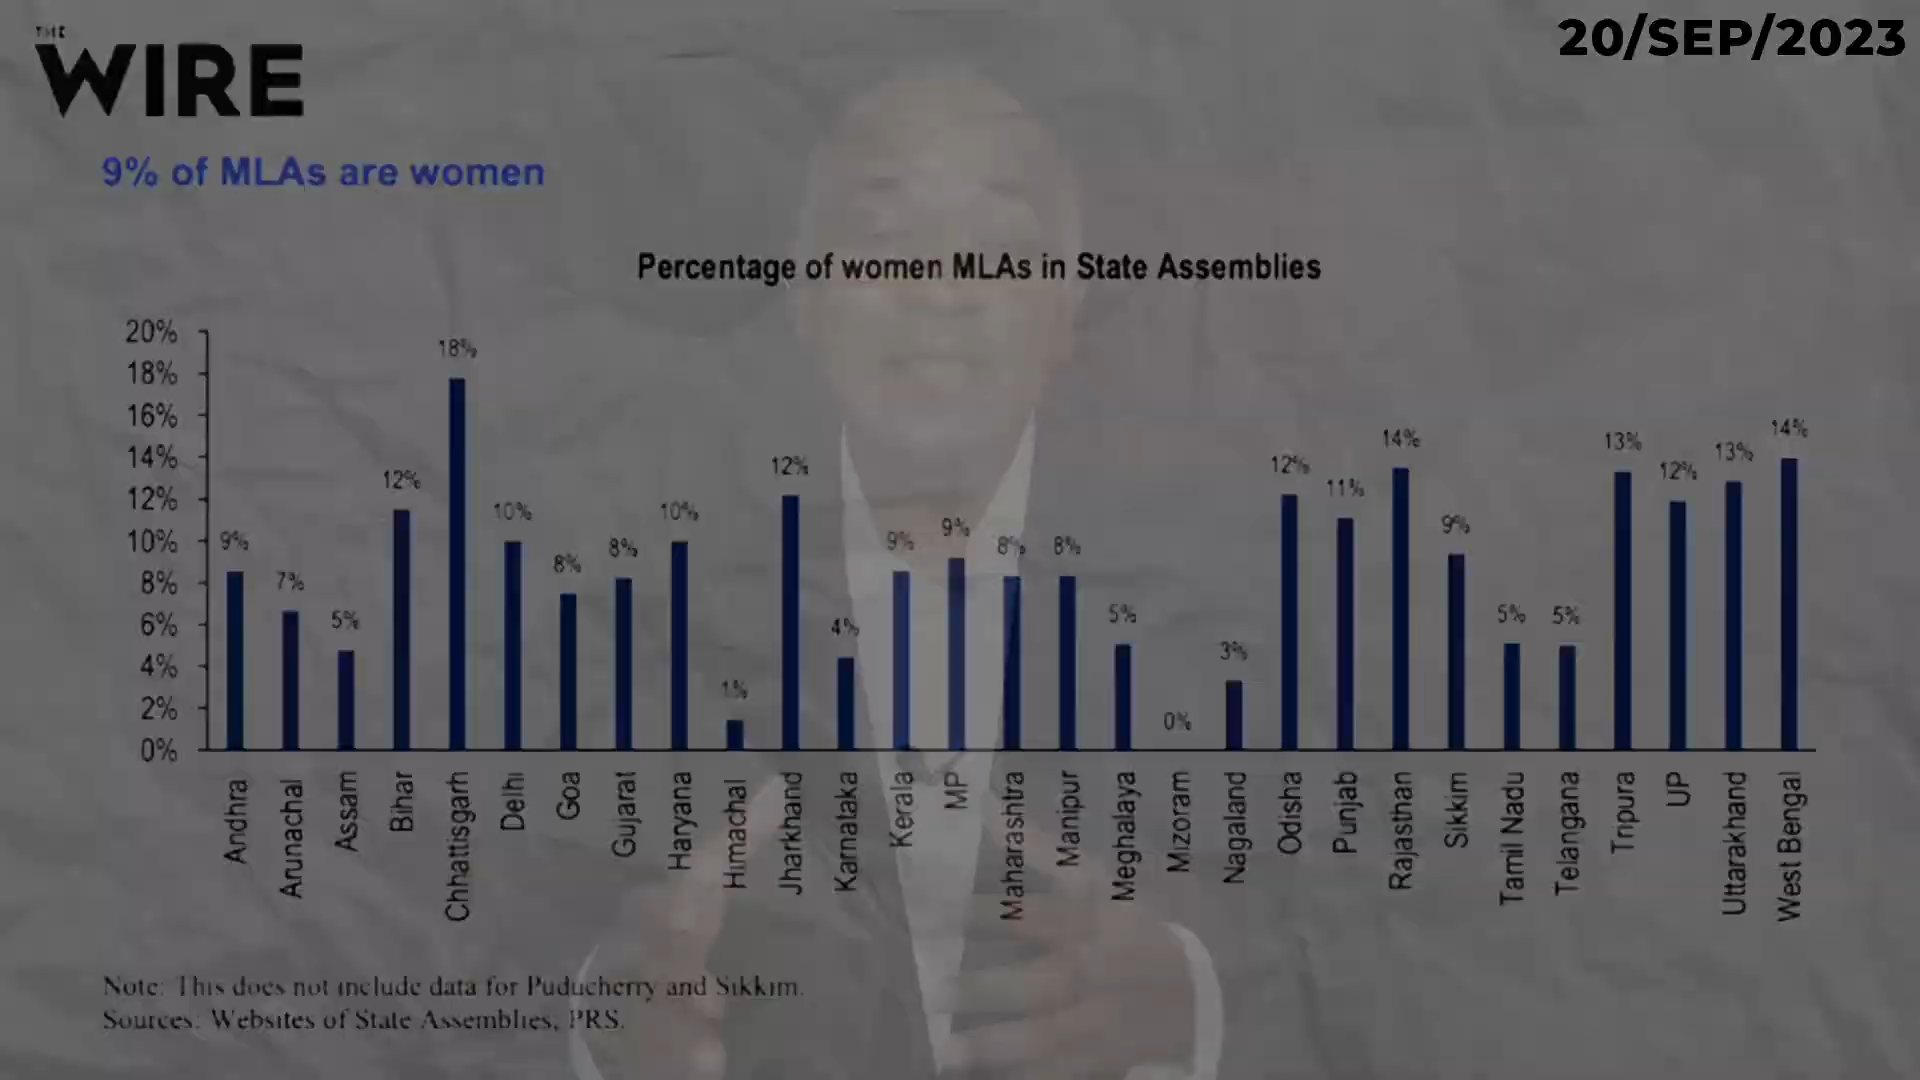 THE
WIRE
20/SEP/2023
9% of MLAs are women
Percentage of women MLAs in State Assemblies
20%
18%
16%
14%
12%
10%
8%
6%
4%
2%
0%
9%
7%
5%
12%
18%
10%
8%
8%
10%
1%
12%
4%
9%
9%
8%
8%
5%
0%
3%
12%
11%
14%
9%
5%
5%
13%
12%
13%
14%
Andhra
Arunachal
Assam
Bihar
Chhattisgarh
Delhi
Goa
Gujarat
Haryana
Himachal
Jharkhand
Karnataka
Kerala
MP
Maharashtra
Manipur
Meghalaya
Mizoram
Nagaland
Odisha
Punjab
Rajasthan
Sikkim
Tamil Nadu
Telangana
Tripura
UP
Uttarakhand
West Bengal
Note: This does not include data for Puducherry and Sikkim.
Sources: Websites of State Assemblies; PRS.